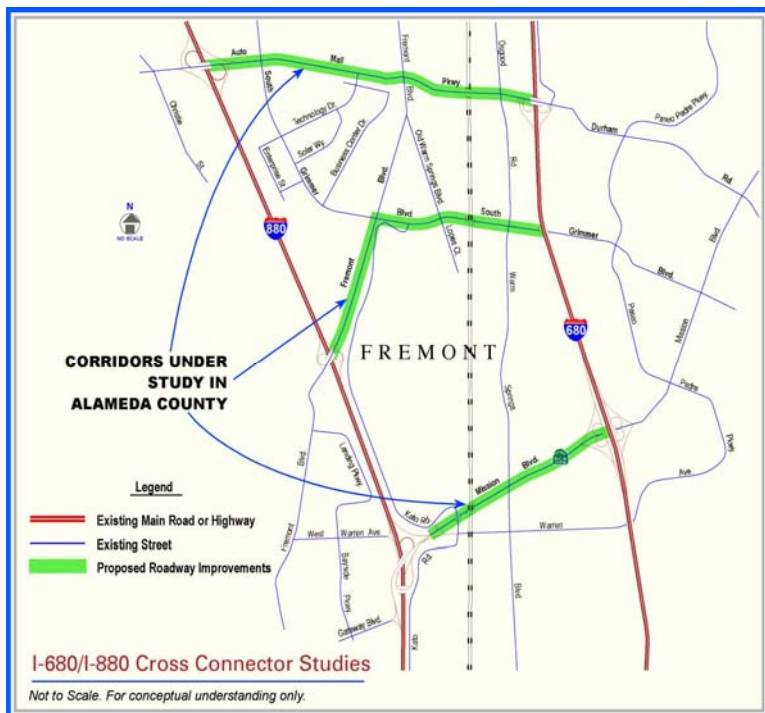 Auto
Mall
Pkwy
South
Fremont
Blvd
Osgood
Rd
Christie
St.
Technology Dr.
Solar Wy
Enterprise St
Business Center Dr.
Grimmer
Old Warm Springs Blvd.
Blvd.
Durham
Rd.
Paseo Padre Pkwy.
N
NO SCALE
880
Blvd.
South
Lopes Ct.
Grimmer
Blvd.
Fremont
Warm
Mission
Blvd.
Paseo
Padre
Pkwy
680
FREMONT
CORRIDORS UNDER
STUDY IN
ALAMEDA COUNTY
Springs
Landing Pkwy
Mission
Blvd.
Ave
Legend
Existing Main Road or Highway
Existing Street
Proposed Roadway Improvements
Blvd
Fremont
West
Warren Ave.
Kato Rd.
Warren
Rd.
Bayside
Pkwy
Gateway Blvd
Kato
Blvd
I-680/I-880 Cross Connector Studies
Not to Scale. For conceptual understanding only.